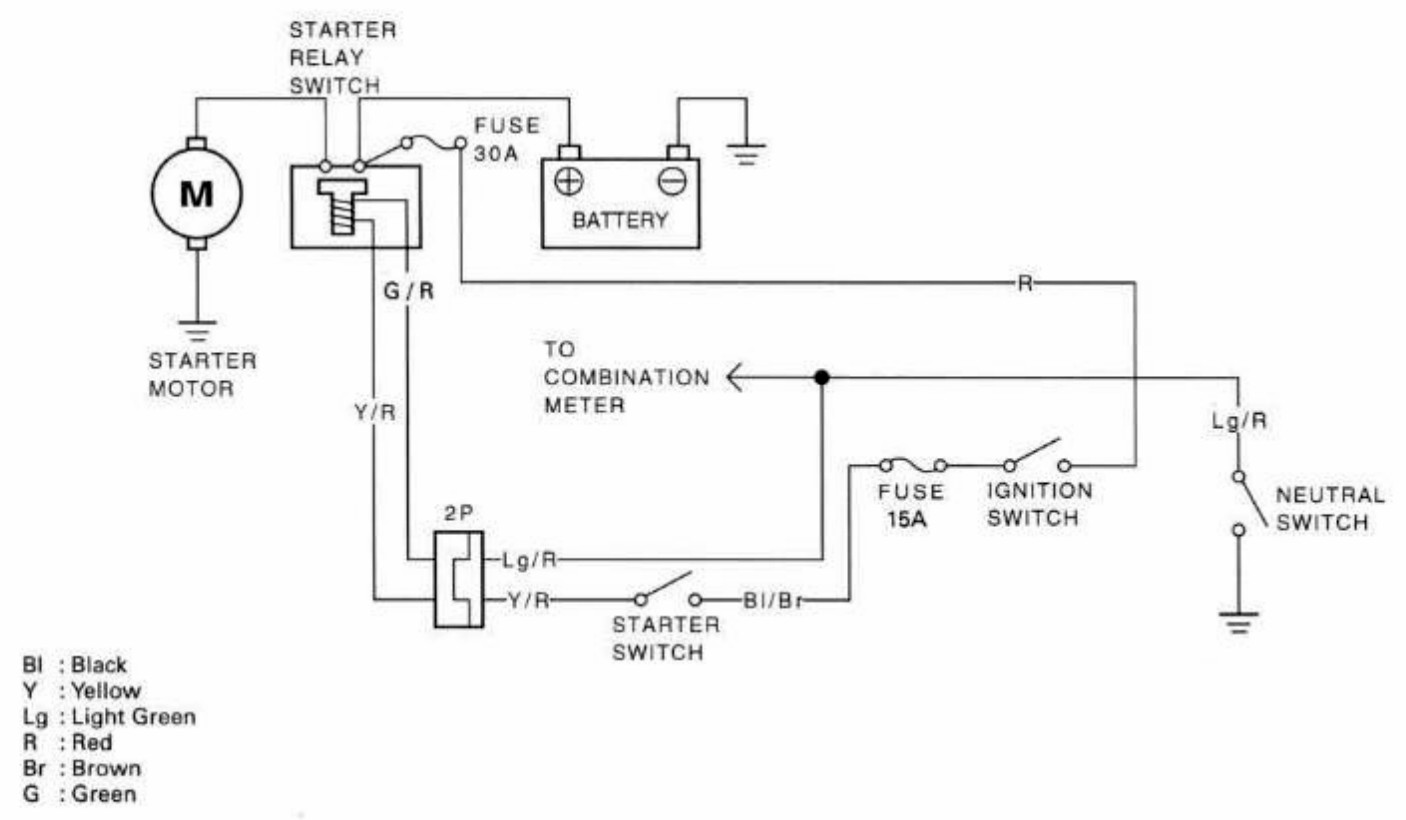 STARTER
RELAY
SWITCH
FUSE
30A
M
+
−
BATTERY
G/R
R
STARTER
MOTOR
TO
COMBINATION
METER
Y/R
Lg/R
FUSE
15A
IGNITION
SWITCH
NEUTRAL
SWITCH
2P
Lg/R
Y/R
Bl/Br
STARTER
SWITCH
Bl : Black
Y : Yellow
Lg : Light Green
R : Red
Br : Brown
G : Green